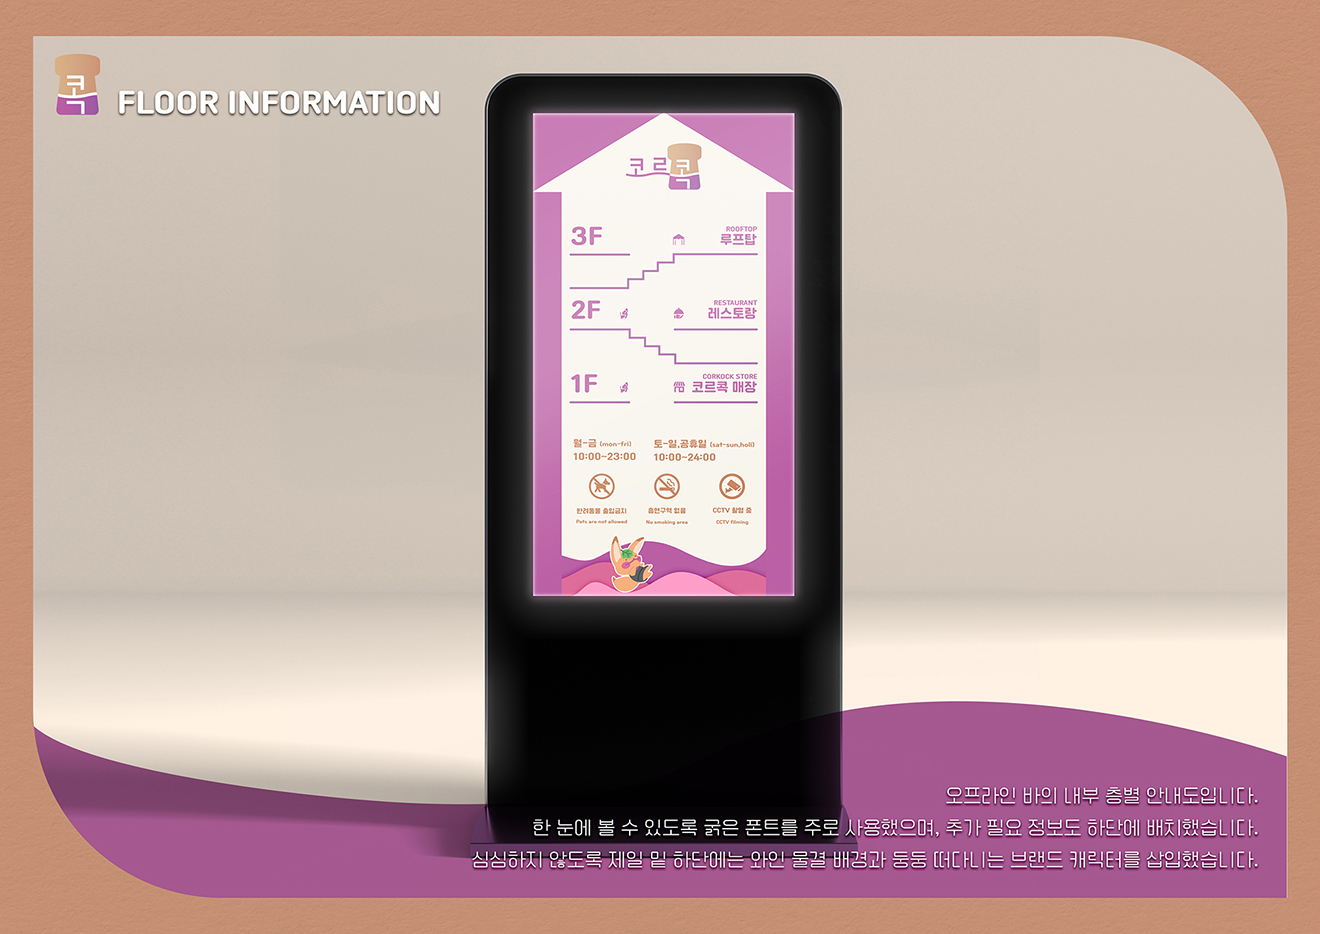 콕
FLOOR INFORMATION
코르콕
3F
ROOFTOP
루프탑
2F
RESTAURANT
레스토랑
1F
CORKOCK STORE
코르콕 매장
월-금 (mon-fri)
10:00~23:00
토-일,공휴일 (sat-sun,holi)
10:00~24:00
반려동물 출입금지
Pets are not allowed
흡연구역 없음
No smoking area
CCTV 촬영 중
CCTV filming
오프라인 바의 내부 층별 안내도입니다.
한 눈에 볼 수 있도록 굵은 폰트를 주로 사용했으며, 추가 필요 정보도 하단에 배치했습니다.
심심하지 않도록 제일 밑 하단에는 와인 물결 배경과 둥둥 떠다니는 브랜드 캐릭터를 삽입했습니다.